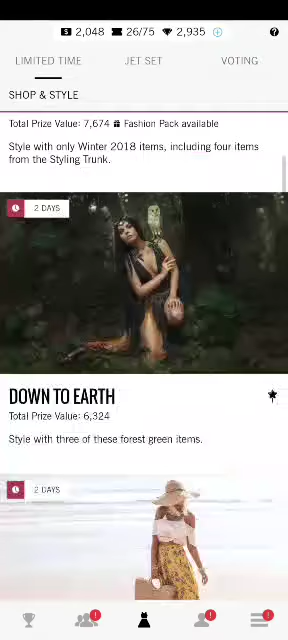 $ 2,048 26/75 2,935 + ?
LIMITED TIME JET SET VOTING
SHOP & STYLE
Total Prize Value: 7,674 Fashion Pack available
Style with only Winter 2018 items, including four items
from the Styling Trunk.
2 DAYS
DOWN TO EARTH
Total Prize Value: 6,324
Style with three of these forest green items.
2 DAYS
! ! !